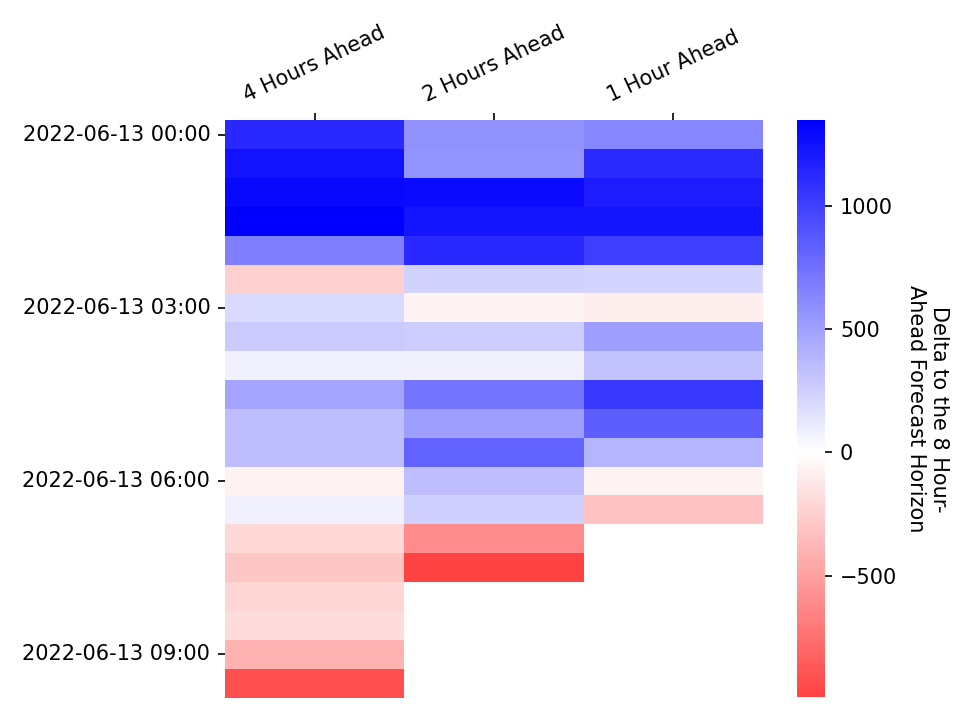 4 Hours Ahead
2 Hours Ahead
1 Hour Ahead
2022-06-13 00:00
2022-06-13 03:00
2022-06-13 06:00
2022-06-13 09:00
1000
500
0
−500
Delta to the 8 Hour-
Ahead Forecast Horizon